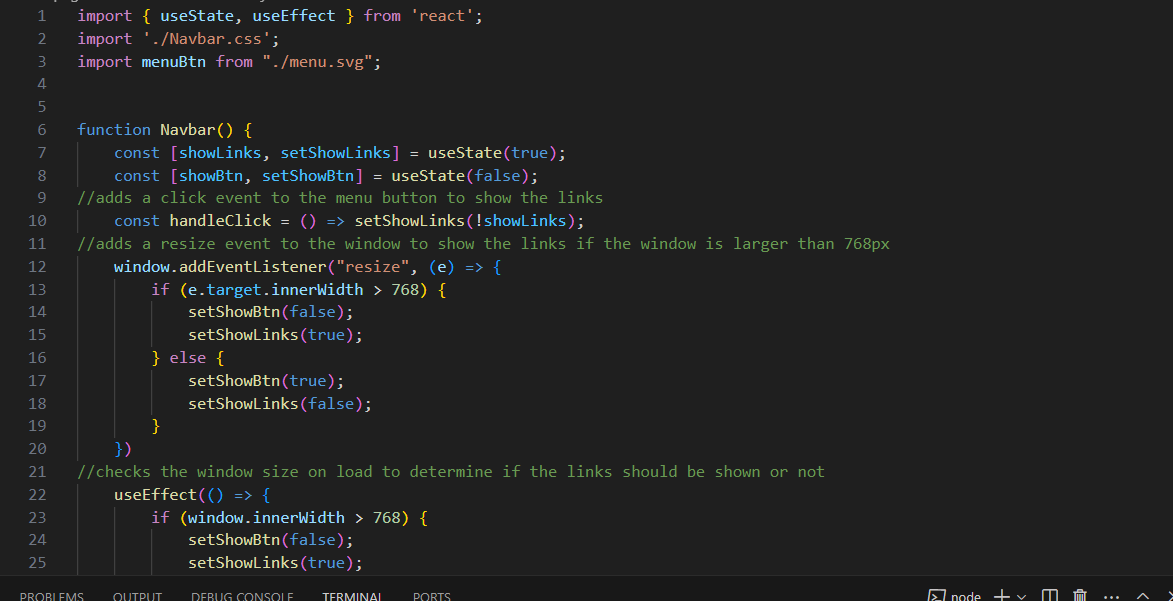 1 import { useState, useEffect } from 'react';
2 import './Navbar.css';
3 import menuBtn from "./menu.svg";
4
5
6 function Navbar() {
7     const [showLinks, setShowLinks] = useState(true);
8     const [showBtn, setShowBtn] = useState(false);
9 //adds a click event to the menu button to show the links
10     const handleClick = () => setShowLinks(!showLinks);
11 //adds a resize event to the window to show the links if the window is larger than 768px
12     window.addEventListener("resize", (e) => {
13         if (e.target.innerWidth > 768) {
14             setShowBtn(false);
15             setShowLinks(true);
16         } else {
17             setShowBtn(true);
18             setShowLinks(false);
19         }
20     })
21 //checks the window size on load to determine if the links should be shown or not
22     useEffect(() => {
23         if (window.innerWidth > 768) {
24             setShowBtn(false);
25             setShowLinks(true);
PROBLEMS OUTPUT DEBUG CONSOLE TERMINAL PORTS node